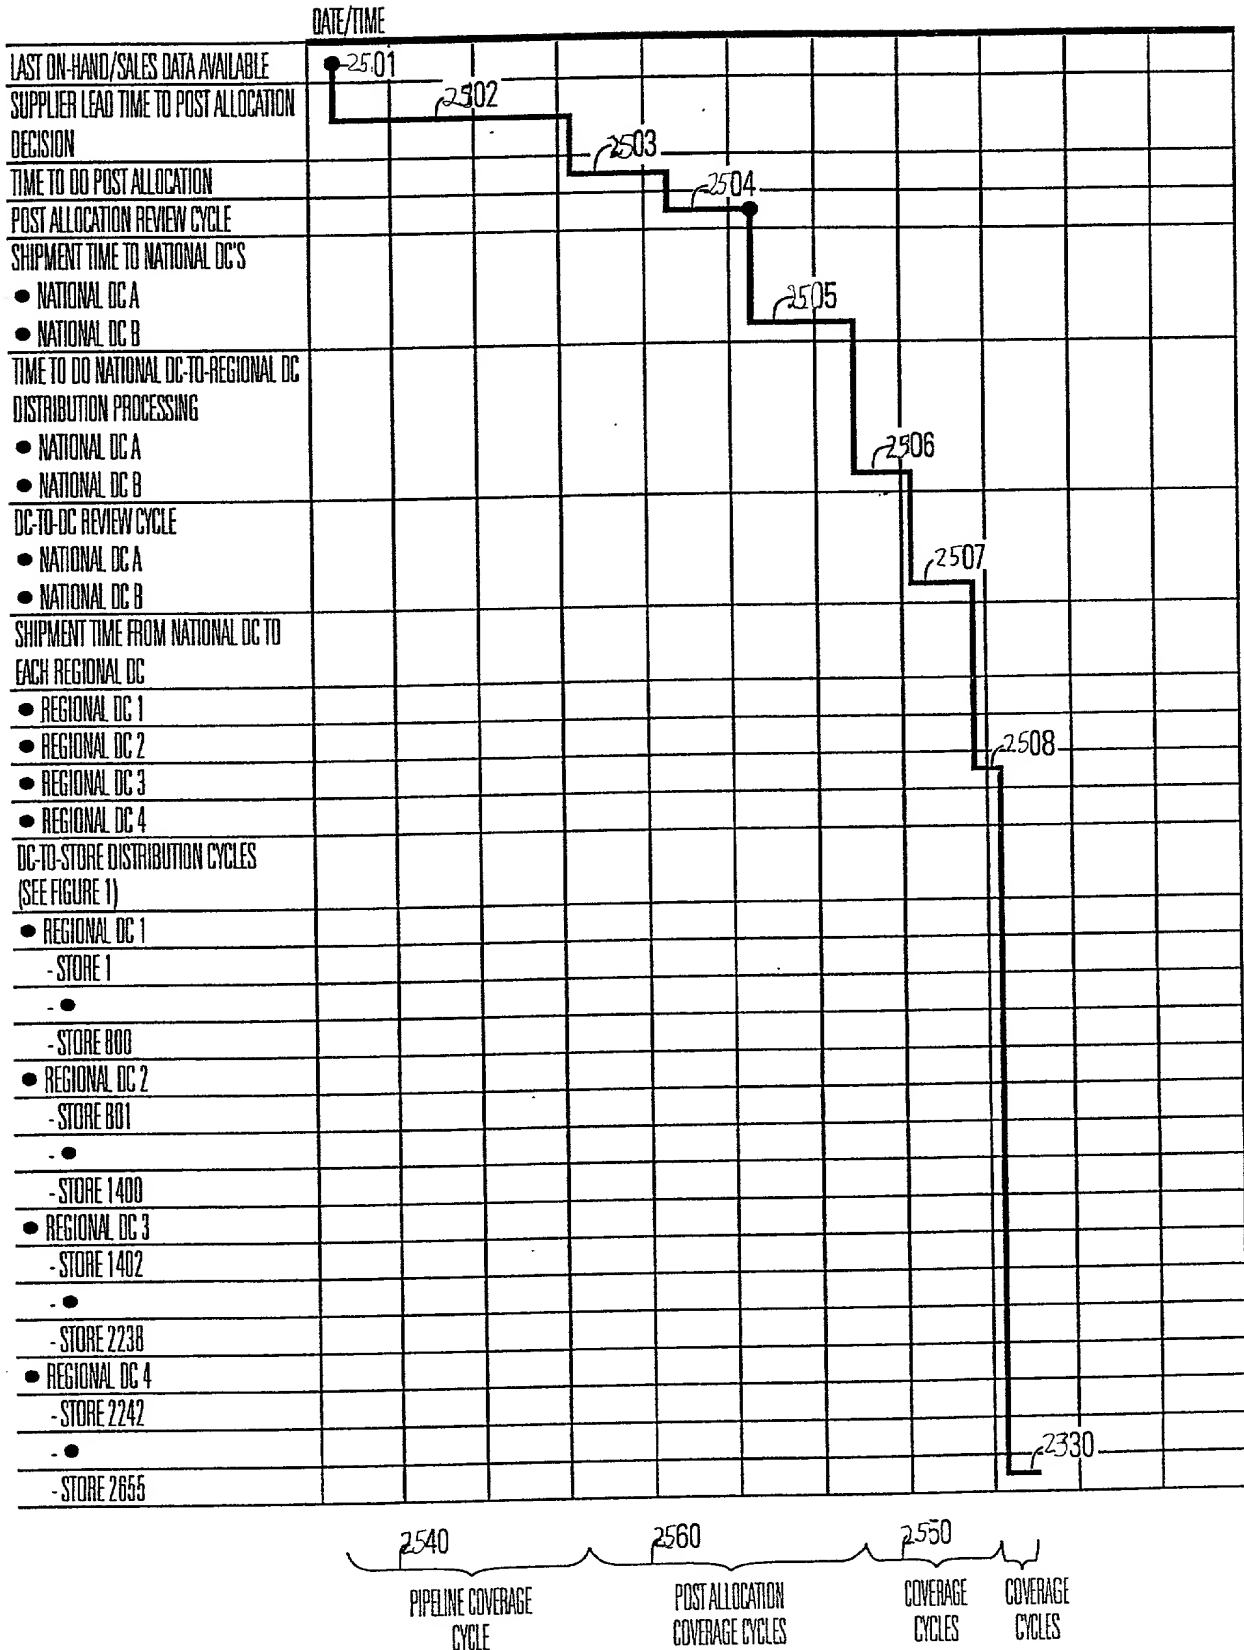 DATE/TIME
LAST ON-HAND/SALES DATA AVAILABLE
2501
SUPPLIER LEAD TIME TO POST ALLOCATION
DECISION
2502
TIME TO DO POST ALLOCATION
2503
POST ALLOCATION REVIEW CYCLE
2504
SHIPMENT TIME TO NATIONAL DC'S
● NATIONAL DC A
● NATIONAL DC B
2505
TIME TO DO NATIONAL DC-TO-REGIONAL DC
DISTRIBUTION PROCESSING
● NATIONAL DC A
● NATIONAL DC B
2506
DC-TO-DC REVIEW CYCLE
● NATIONAL DC A
● NATIONAL DC B
2507
SHIPMENT TIME FROM NATIONAL DC TO
EACH REGIONAL DC
● REGIONAL DC 1
● REGIONAL DC 2
● REGIONAL DC 3
● REGIONAL DC 4
2508
DC-TO-STORE DISTRIBUTION CYCLES
(SEE FIGURE 1)
● REGIONAL DC 1
- STORE 1
- ●
- STORE 800
● REGIONAL DC 2
- STORE 801
- ●
- STORE 1400
● REGIONAL DC 3
- STORE 1402
- ●
- STORE 2238
● REGIONAL DC 4
- STORE 2242
- ●
- STORE 2655
2330
2540
PIPELINE COVERAGE
CYCLE
2560
POST ALLOCATION
COVERAGE CYCLES
2550
COVERAGE
CYCLES
COVERAGE
CYCLES